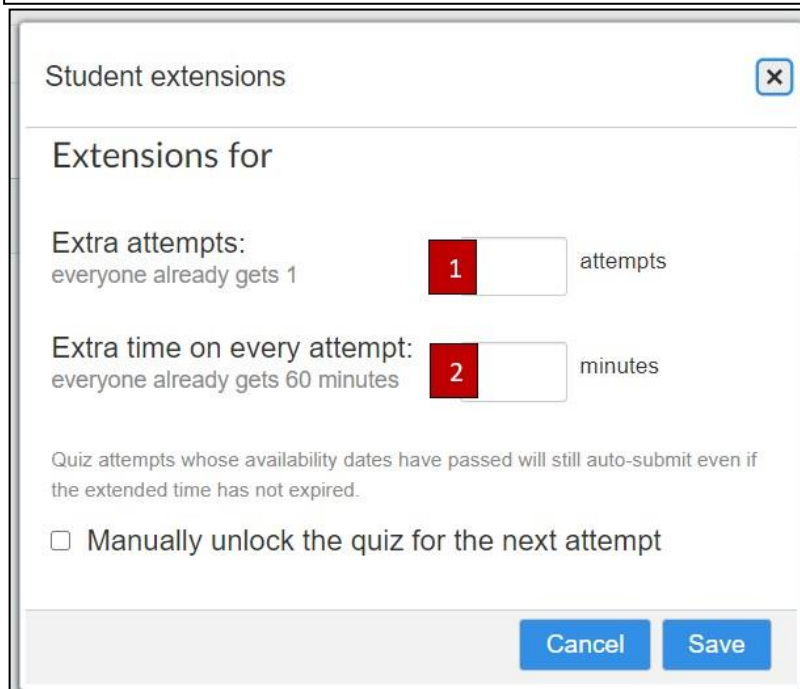 Student extensions
Extensions for
Extra attempts:
everyone already gets 1
1
attempts
Extra time on every attempt:
everyone already gets 60 minutes
2
minutes
Quiz attempts whose availability dates have passed will still auto-submit even if
the extended time has not expired.
Manually unlock the quiz for the next attempt
Cancel
Save